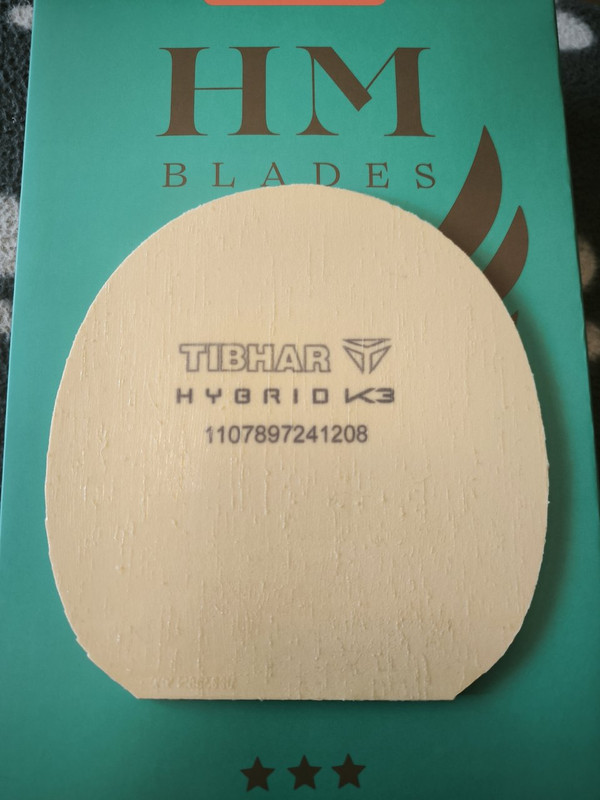 HM
BLADES
TIBHAR
HYBRID K3
1107897241208